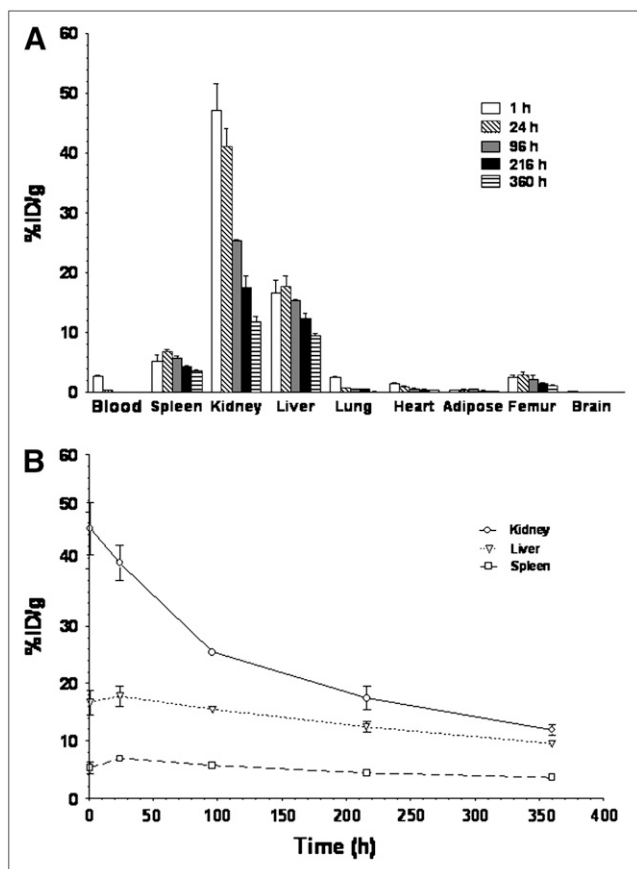 A
60
50
40
30
20
10
0
%ID/g
1 h
24 h
96 h
216 h
360 h
Blood Spleen Kidney Liver Lung Heart Adipose Femur Brain
B
60
50
40
30
20
10
0
%ID/g
Kidney
Liver
Spleen
0 50 100 150 200 250 300 350 400
Time (h)